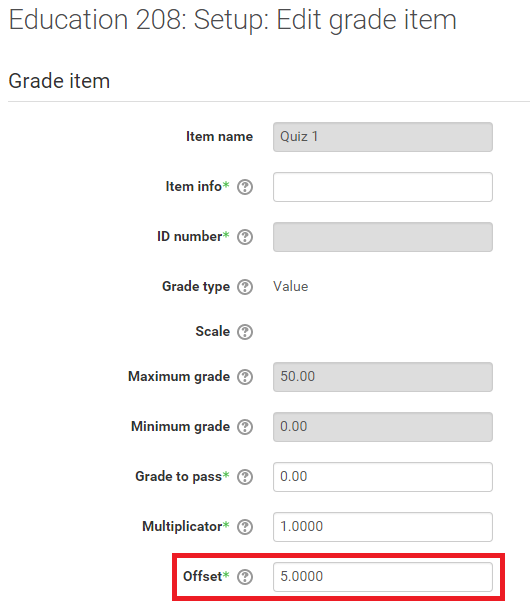 Education 208: Setup: Edit grade item
Grade item
Item name Quiz 1
Item info* ?
ID number* ?
Grade type ? Value
Scale ?
Maximum grade ? 50.00
Minimum grade ? 0.00
Grade to pass* ? 0.00
Multiplicator* ? 1.0000
Offset* ? 5.0000